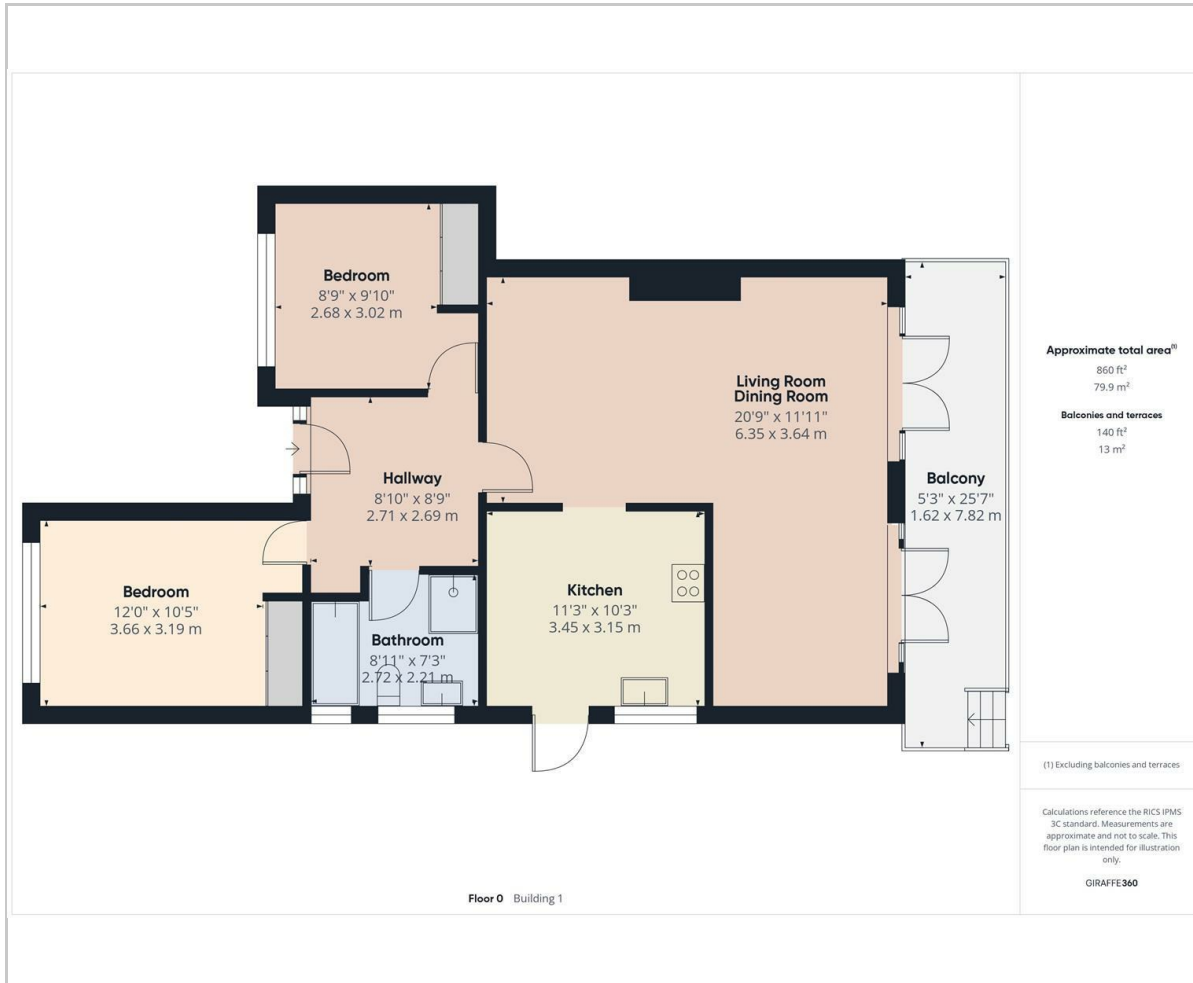 Bedroom
8'9" x 9'10"
2.68 x 3.02 m
Living Room
Dining Room
20'9" x 11'11"
6.35 x 3.64 m
Hallway
8'10" x 8'9"
2.71 x 2.69 m
Balcony
5'3" x 25'7"
1.62 x 7.82 m
Bedroom
12'0" x 10'5"
3.66 x 3.19 m
Kitchen
11'3" x 10'3"
3.45 x 3.15 m
Bathroom
8'11" x 7'3"
2.72 x 2.21 m
Floor 0 Building 1
Approximate total area⁽¹⁾
860 ft²
79.9 m²
Balconies and terraces
140 ft²
13 m²
(1) Excluding balconies and terraces
Calculations reference the RICS IPMS
3C standard. Measurements are
approximate and not to scale. This
floor plan is intended for illustration
only.
GIRAFFE360